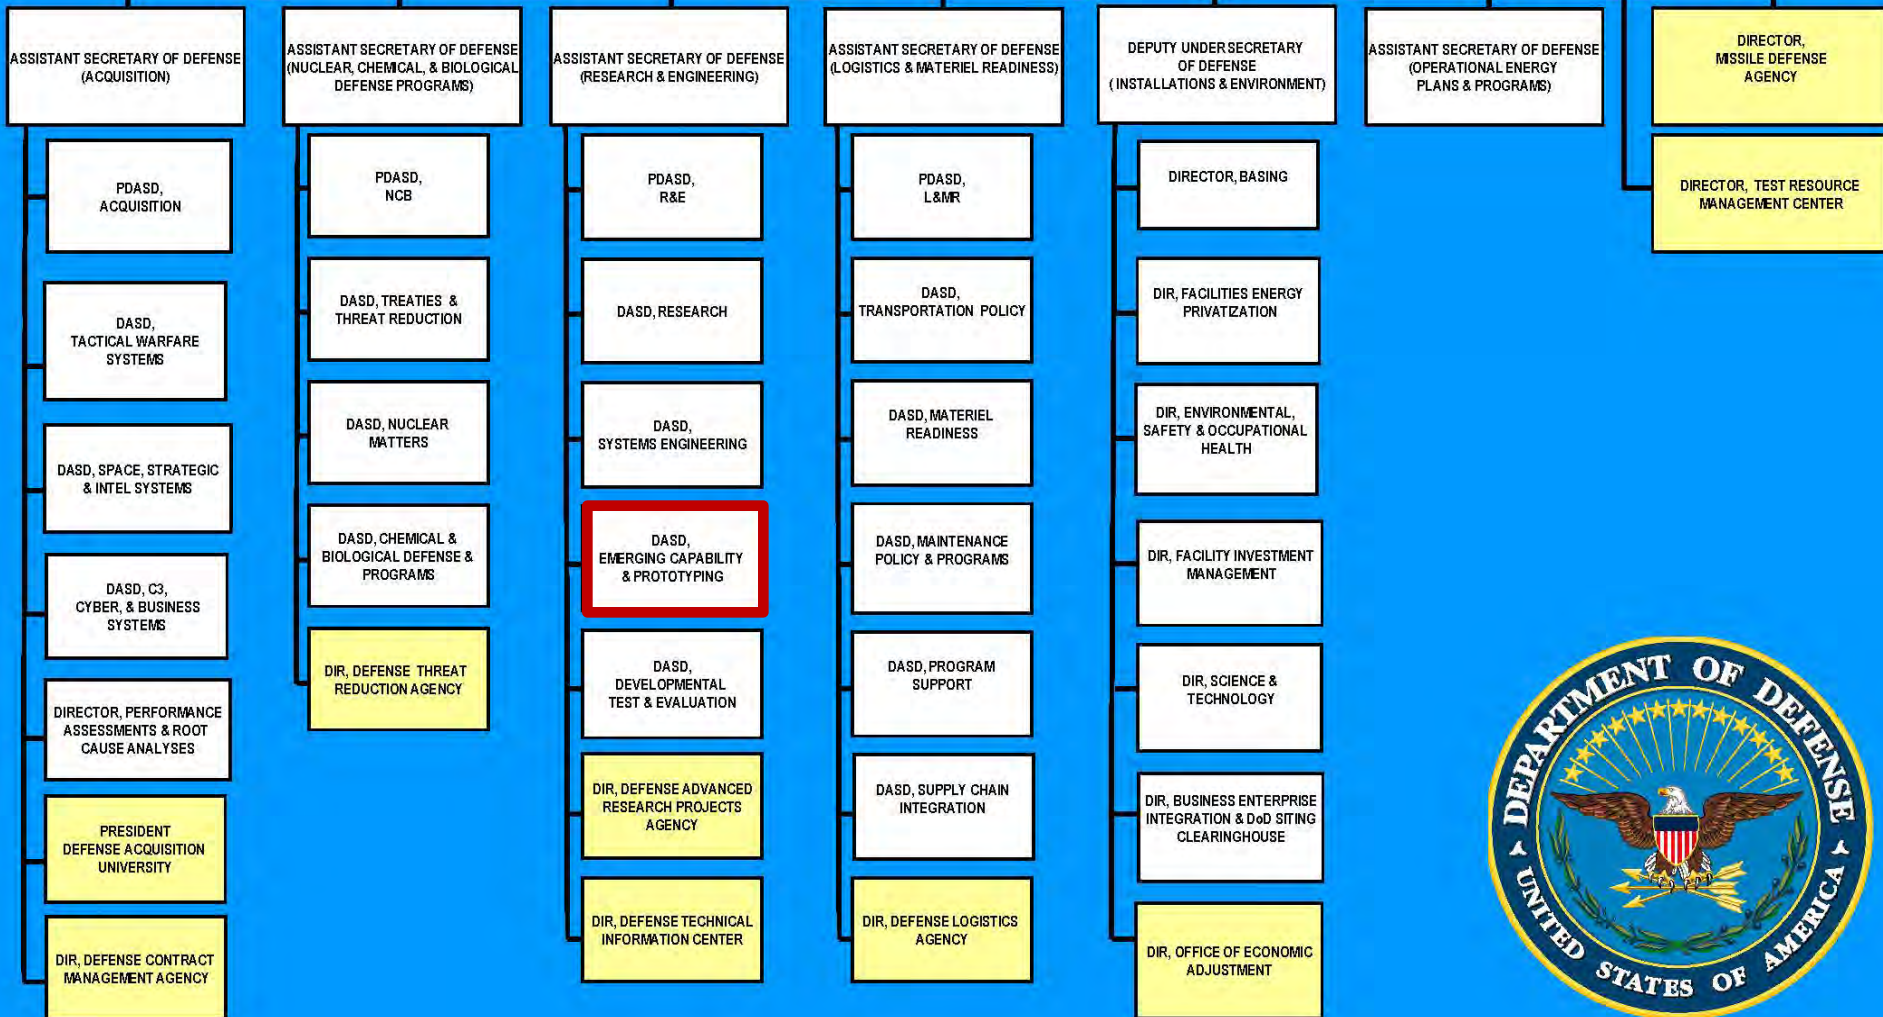 ASSISTANT SECRETARY OF DEFENSE
(ACQUISITION)
PDASD,
ACQUISITION
DASD,
TACTICAL WARFARE
SYSTEMS
DASD, SPACE, STRATEGIC
& INTEL SYSTEMS
DASD, C3,
CYBER, & BUSINESS
SYSTEMS
DIRECTOR, PERFORMANCE
ASSESSMENTS & ROOT
CAUSE ANALYSES
PRESIDENT
DEFENSE ACQUISITION
UNIVERSITY
DIR, DEFENSE CONTRACT
MANAGEMENT AGENCY
ASSISTANT SECRETARY OF DEFENSE
(NUCLEAR, CHEMICAL, & BIOLOGICAL
DEFENSE PROGRAMS)
PDASD,
NCB
DASD, TREATIES &
THREAT REDUCTION
DASD, NUCLEAR
MATTERS
DASD, CHEMICAL &
BIOLOGICAL DEFENSE &
PROGRAMS
DIR, DEFENSE THREAT
REDUCTION AGENCY
ASSISTANT SECRETARY OF DEFENSE
(RESEARCH & ENGINEERING)
PDASD,
R&E
DASD, RESEARCH
DASD,
SYSTEMS ENGINEERING
DASD,
EMERGING CAPABILITY
& PROTOTYPING
DASD,
DEVELOPMENTAL
TEST & EVALUATION
DIR, DEFENSE ADVANCED
RESEARCH PROJECTS
AGENCY
DIR, DEFENSE TECHNICAL
INFORMATION CENTER
ASSISTANT SECRETARY OF DEFENSE
(LOGISTICS & MATERIEL READINESS)
PDASD,
L&MR
DASD,
TRANSPORTATION POLICY
DASD, MATERIEL
READINESS
DASD, MAINTENANCE
POLICY & PROGRAMS
DASD, PROGRAM
SUPPORT
DASD, SUPPLY CHAIN
INTEGRATION
DIR, DEFENSE LOGISTICS
AGENCY
DEPUTY UNDER SECRETARY
OF DEFENSE
( INSTALLATIONS & ENVIRONMENT)
DIRECTOR, BASING
DIR, FACILITIES ENERGY
PRIVATIZATION
DIR, ENVIRONMENTAL,
SAFETY & OCCUPATIONAL
HEALTH
DIR, FACILITY INVESTMENT
MANAGEMENT
DIR, SCIENCE &
TECHNOLOGY
DIR, BUSINESS ENTERPRISE
INTEGRATION & DoD SITING
CLEARINGHOUSE
DIR, OFFICE OF ECONOMIC
ADJUSTMENT
ASSISTANT SECRETARY OF DEFENSE
(OPERATIONAL ENERGY
PLANS & PROGRAMS)
DIRECTOR,
MISSILE DEFENSE
AGENCY
DIRECTOR, TEST RESOURCE
MANAGEMENT CENTER
DEPARTMENT OF DEFENSE
UNITED STATES OF AMERICA